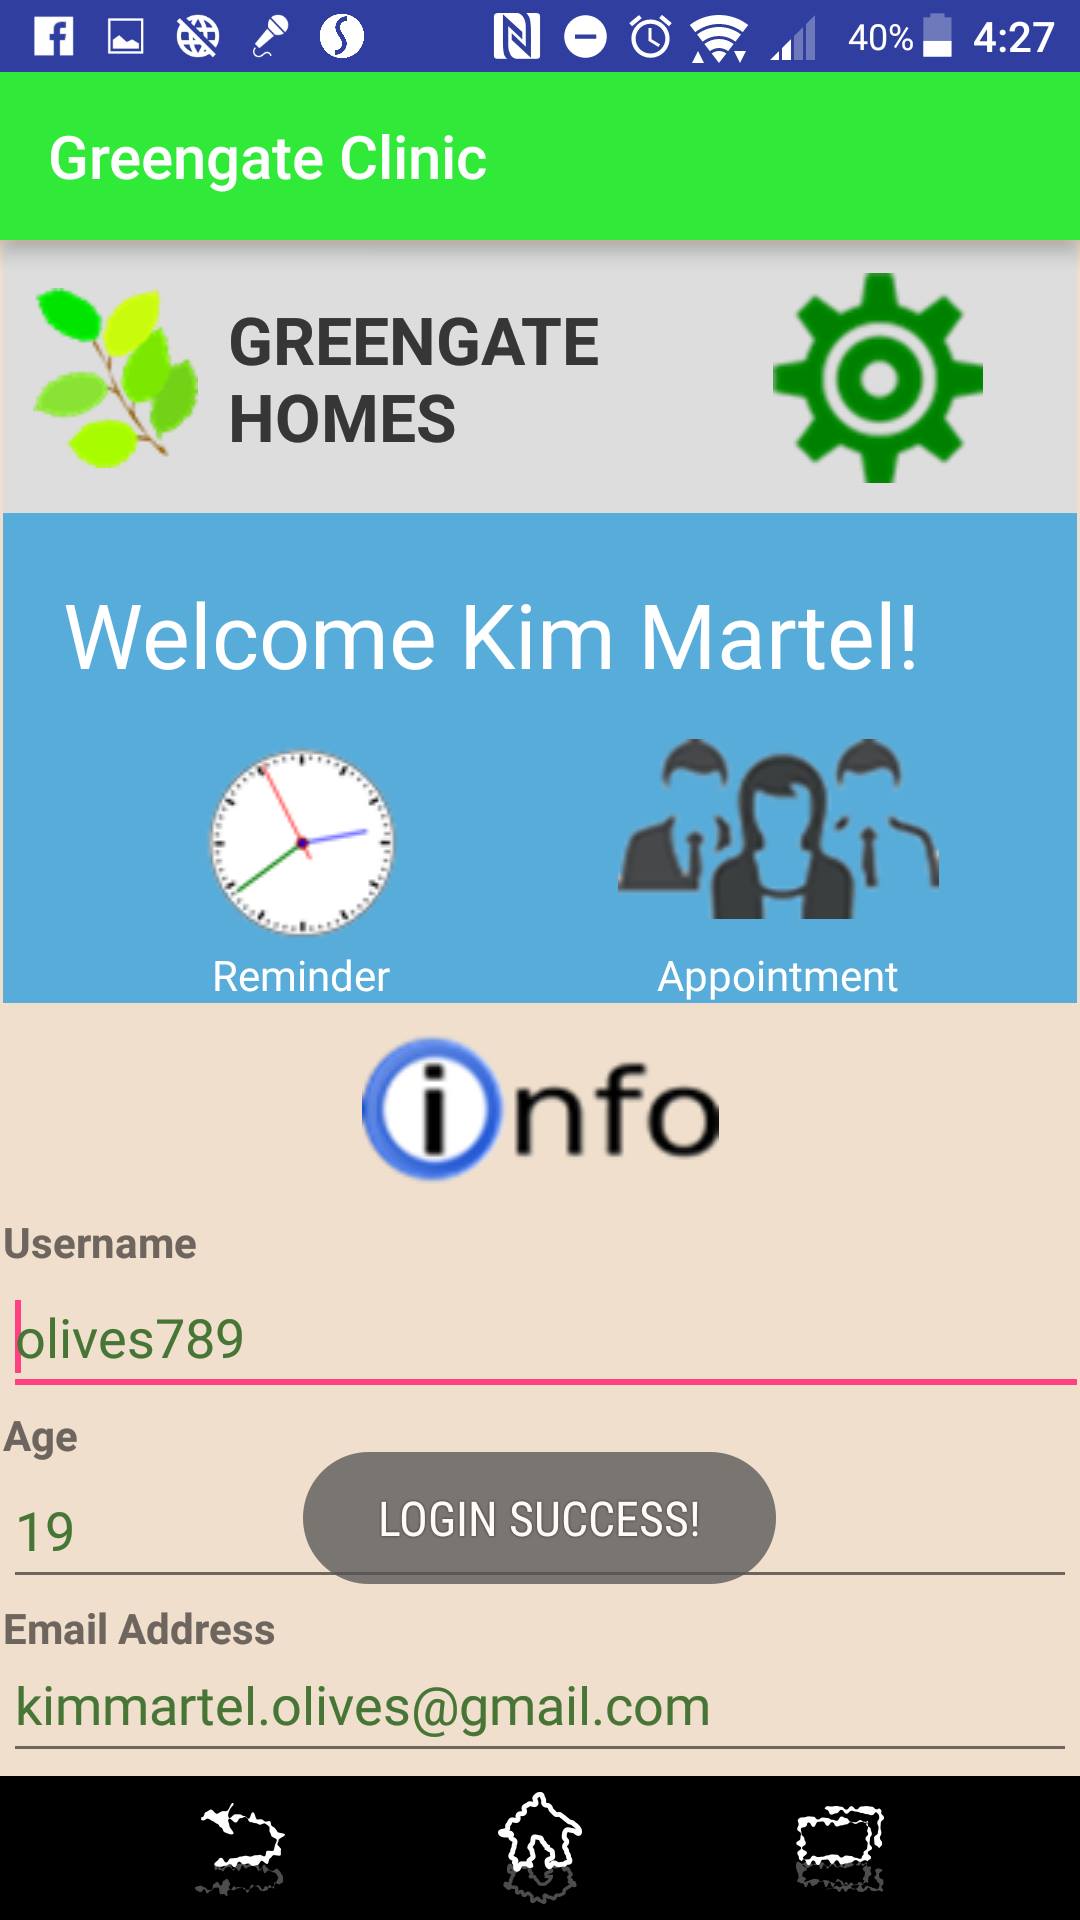 40% 4:27
Greengate Clinic
GREENGATE
HOMES
Welcome Kim Martel!
Reminder Appointment
info
Username
olives789
Age
19
LOGIN SUCCESS!
Email Address
kimmartel.olives@gmail.com